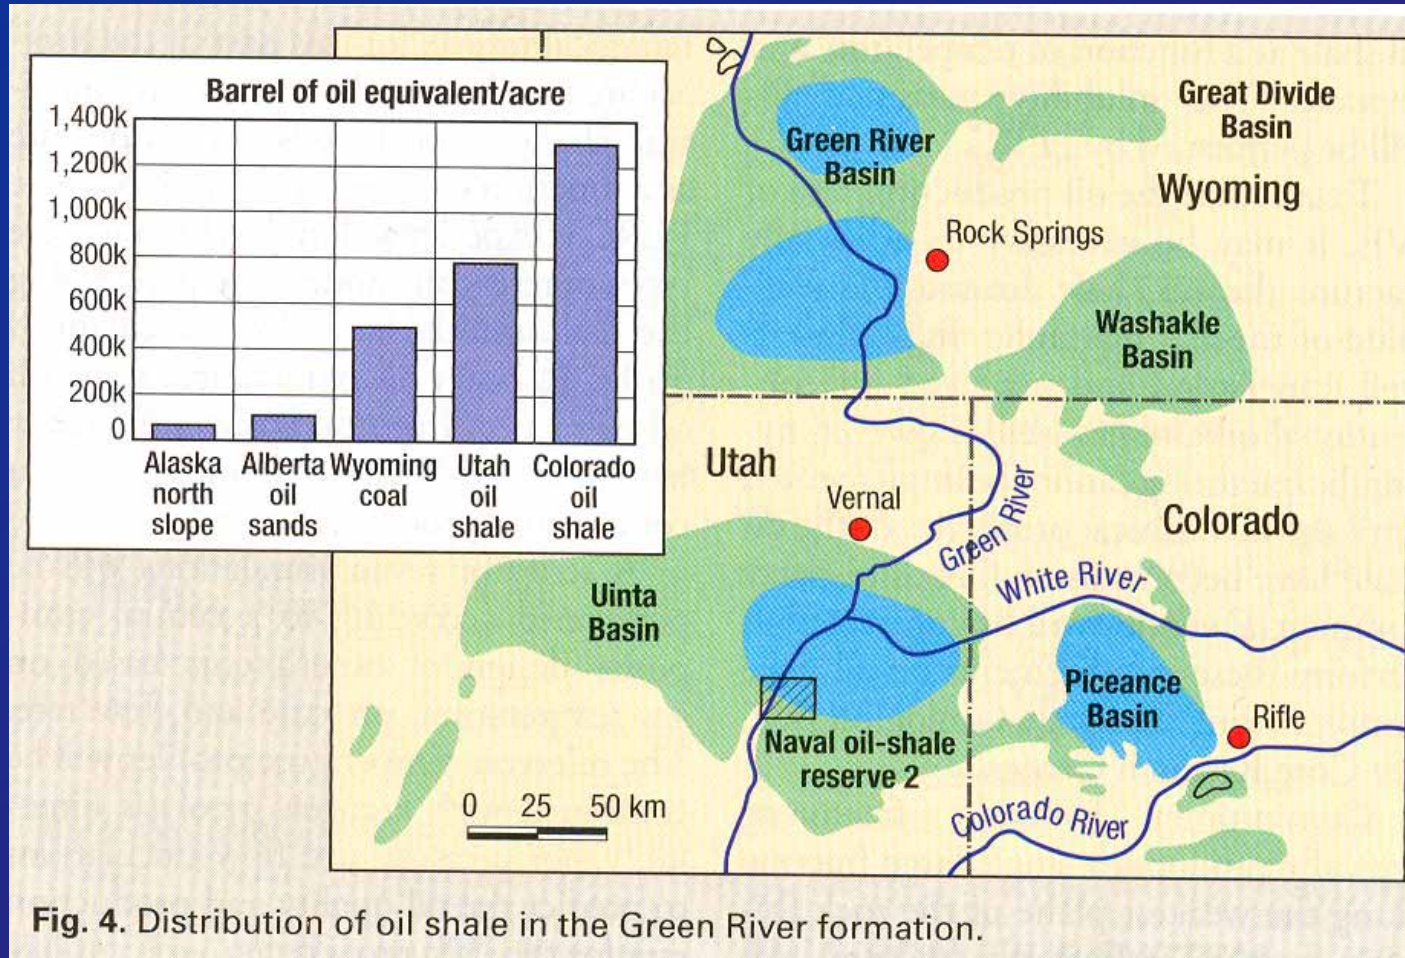 Barrel of oil equivalent/acre
1,400k
1,200k
1,000k
800k
600k
400k
200k
0
Alaska north slope
Alberta oil sands
Wyoming coal
Utah oil shale
Colorado oil shale
Green River
Basin
Great Divide
Basin
Wyoming
Rock Springs
Washakle
Basin
Utah
Vernal
Green River
Colorado
White River
Uinta
Basin
Piceance
Basin
Rifle
Naval oil-shale
reserve 2
0 25 50 km
Colorado River
Fig. 4. Distribution of oil shale in the Green River formation.